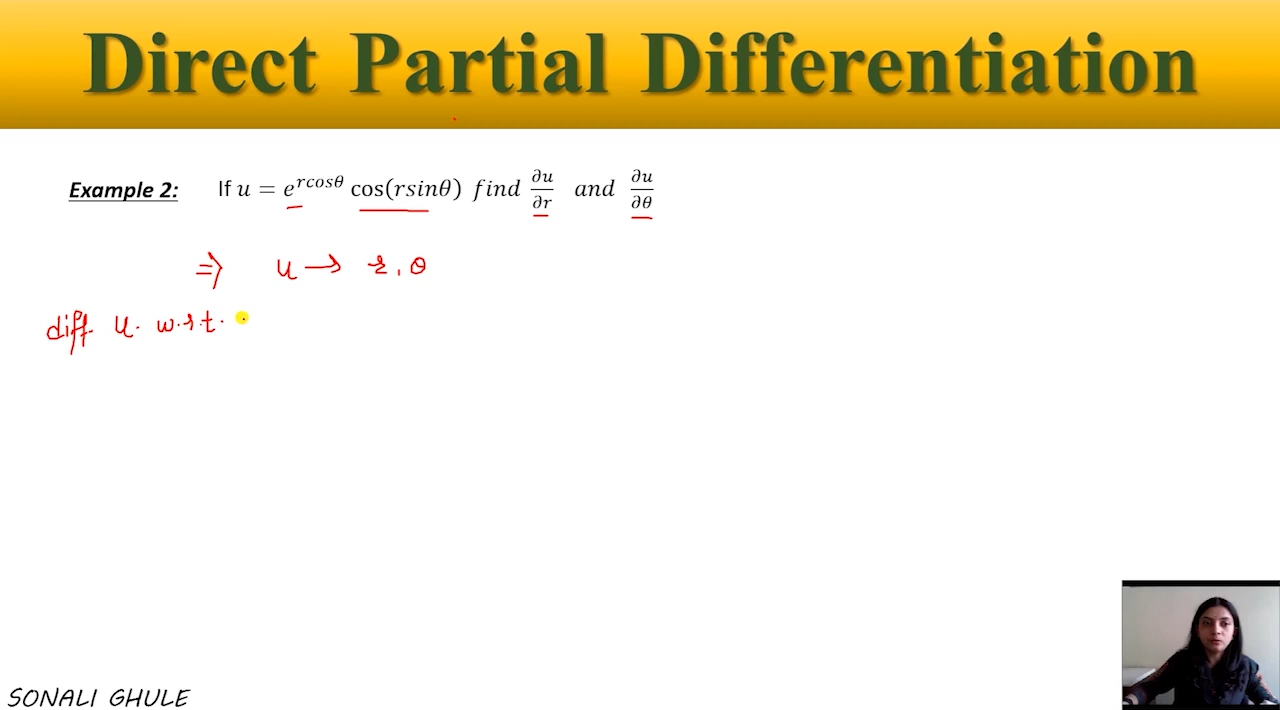 Direct Partial Differentiation
Example 2: If u = e^{rcosθ} cos(rsinθ) find ∂u/∂r and ∂u/∂θ
⇒ u → r, θ
diff. u. w.r.t.
SONALI GHULE